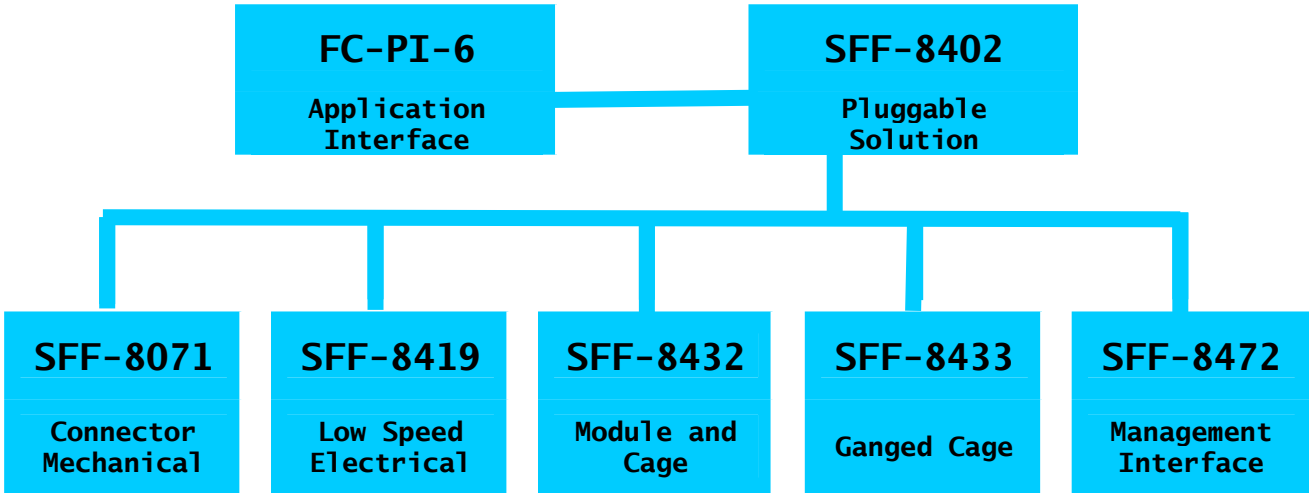 FC-PI-6
Application
Interface
SFF-8402
Pluggable
Solution
SFF-8071
Connector
Mechanical
SFF-8419
Low Speed
Electrical
SFF-8432
Module and
Cage
SFF-8433
Ganged Cage
SFF-8472
Management
Interface